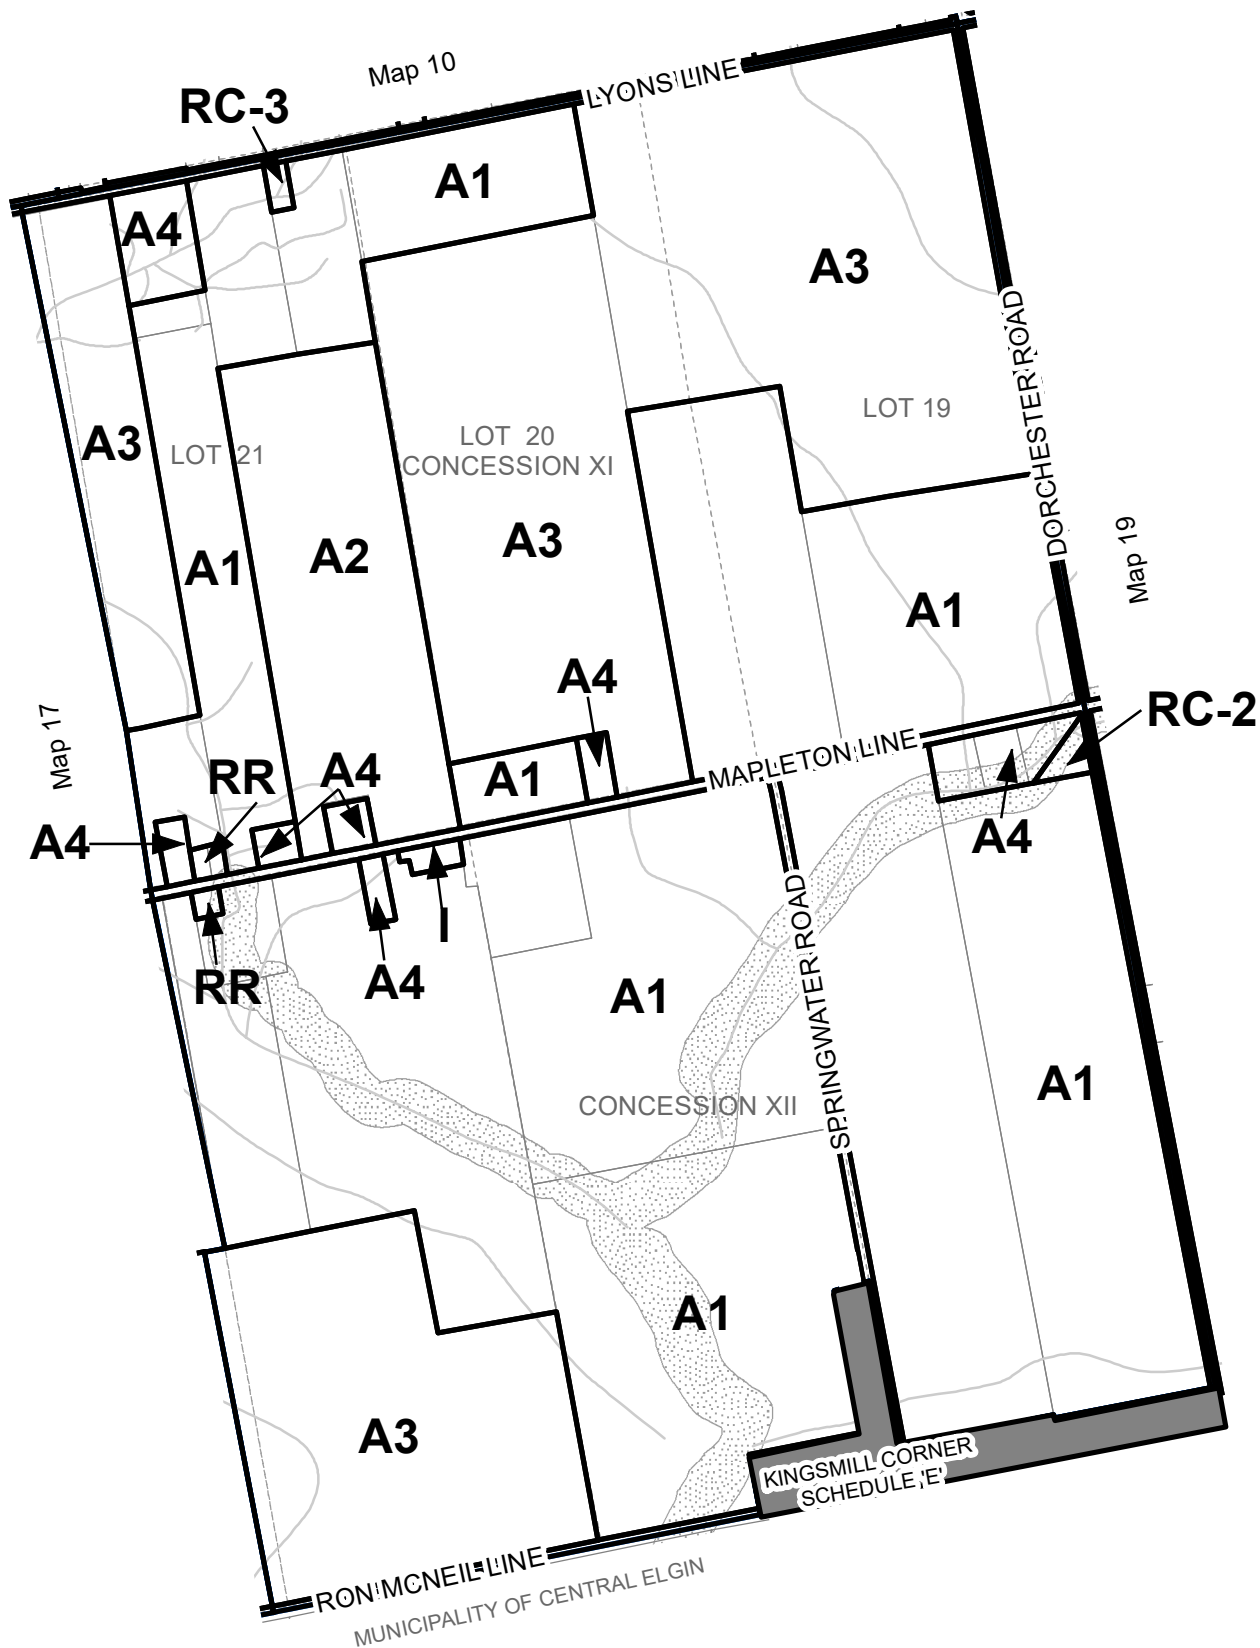 Map 10
LYONS LINE
RC-3
A1
A4
A3
DORCHESTER ROAD
LOT 19
A3
LOT 21
LOT 20
CONCESSION XI
A3
A1
A2
Map 19
A1
A4
RC-2
Map 17
MAPLETON LINE
RR
A4
A1
A4
A4
I
RR
A4
A1
SPRINGWATER ROAD
A1
CONCESSION XII
A1
A3
KINGSMILL CORNER
SCHEDULE 'E'
RON MCNEIL LINE
MUNICIPALITY OF CENTRAL ELGIN